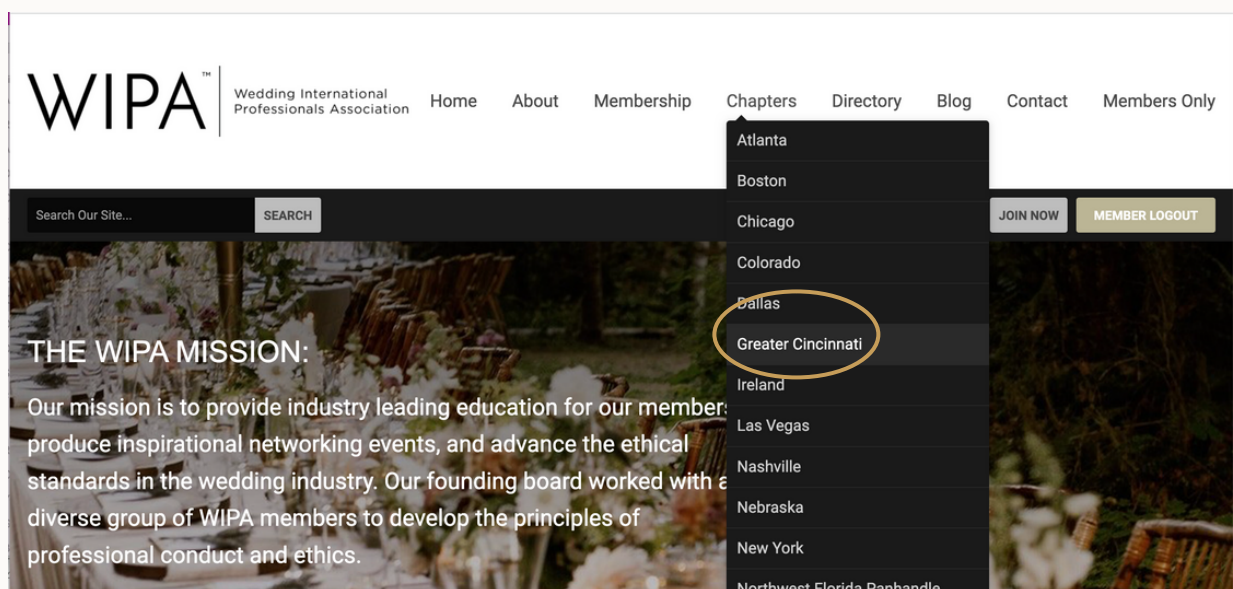 WIPA™
Wedding International
Professionals Association
Home About Membership Chapters Directory Blog Contact Members Only
Atlanta
Boston
Chicago
Colorado
Dallas
Greater Cincinnati
Ireland
Las Vegas
Nashville
Nebraska
New York
Northwest Florida Panhandle
Search Our Site... SEARCH
JOIN NOW MEMBER LOGOUT
THE WIPA MISSION:
Our mission is to provide industry leading education for our member
produce inspirational networking events, and advance the ethical
standards in the wedding industry. Our founding board worked with a
diverse group of WIPA members to develop the principles of
professional conduct and ethics.